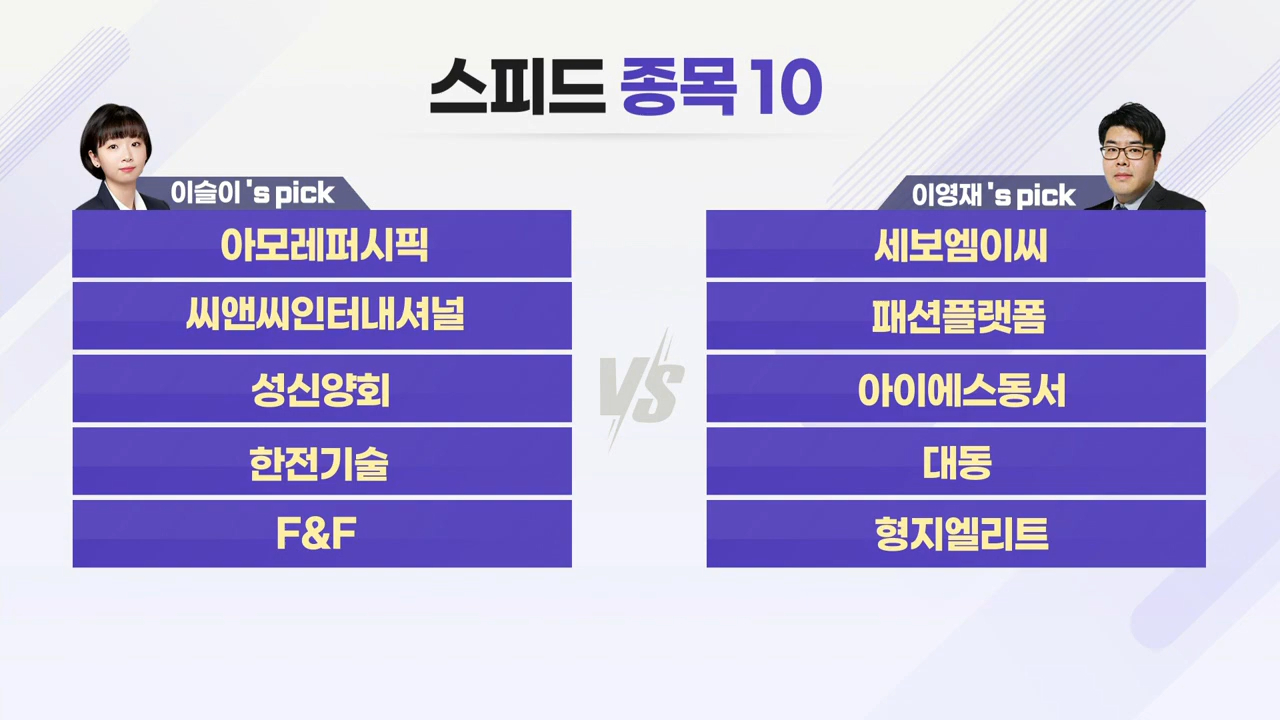 스피드 종목 10
이슬이 's pick
아모레퍼시픽
씨앤씨인터내셔널
성신양회
한전기술
F&F
VS
이영재 's pick
세보엠이씨
패션플랫폼
아이에스동서
대동
형지엘리트